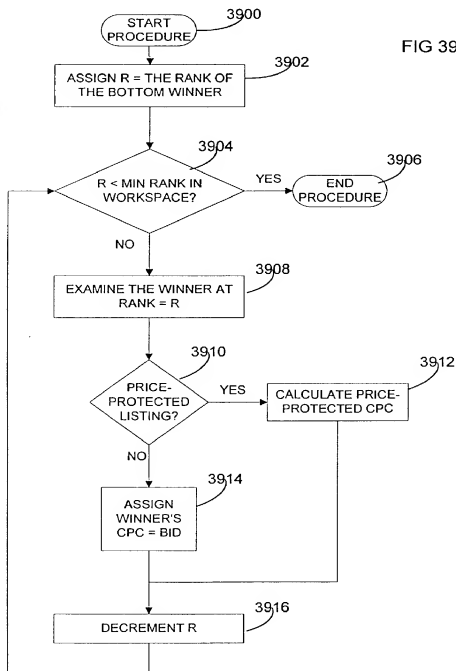 3900
START
PROCEDURE
FIG 39
3902
ASSIGN R = THE RANK OF
THE BOTTOM WINNER
3904
R < MIN RANK IN
WORKSPACE?
YES
3906
END
PROCEDURE
NO
3908
EXAMINE THE WINNER AT
RANK = R
3910
PRICE-
PROTECTED
LISTING?
YES
3912
CALCULATE PRICE-
PROTECTED CPC
NO
3914
ASSIGN
WINNER'S
CPC = BID
3916
DECREMENT R